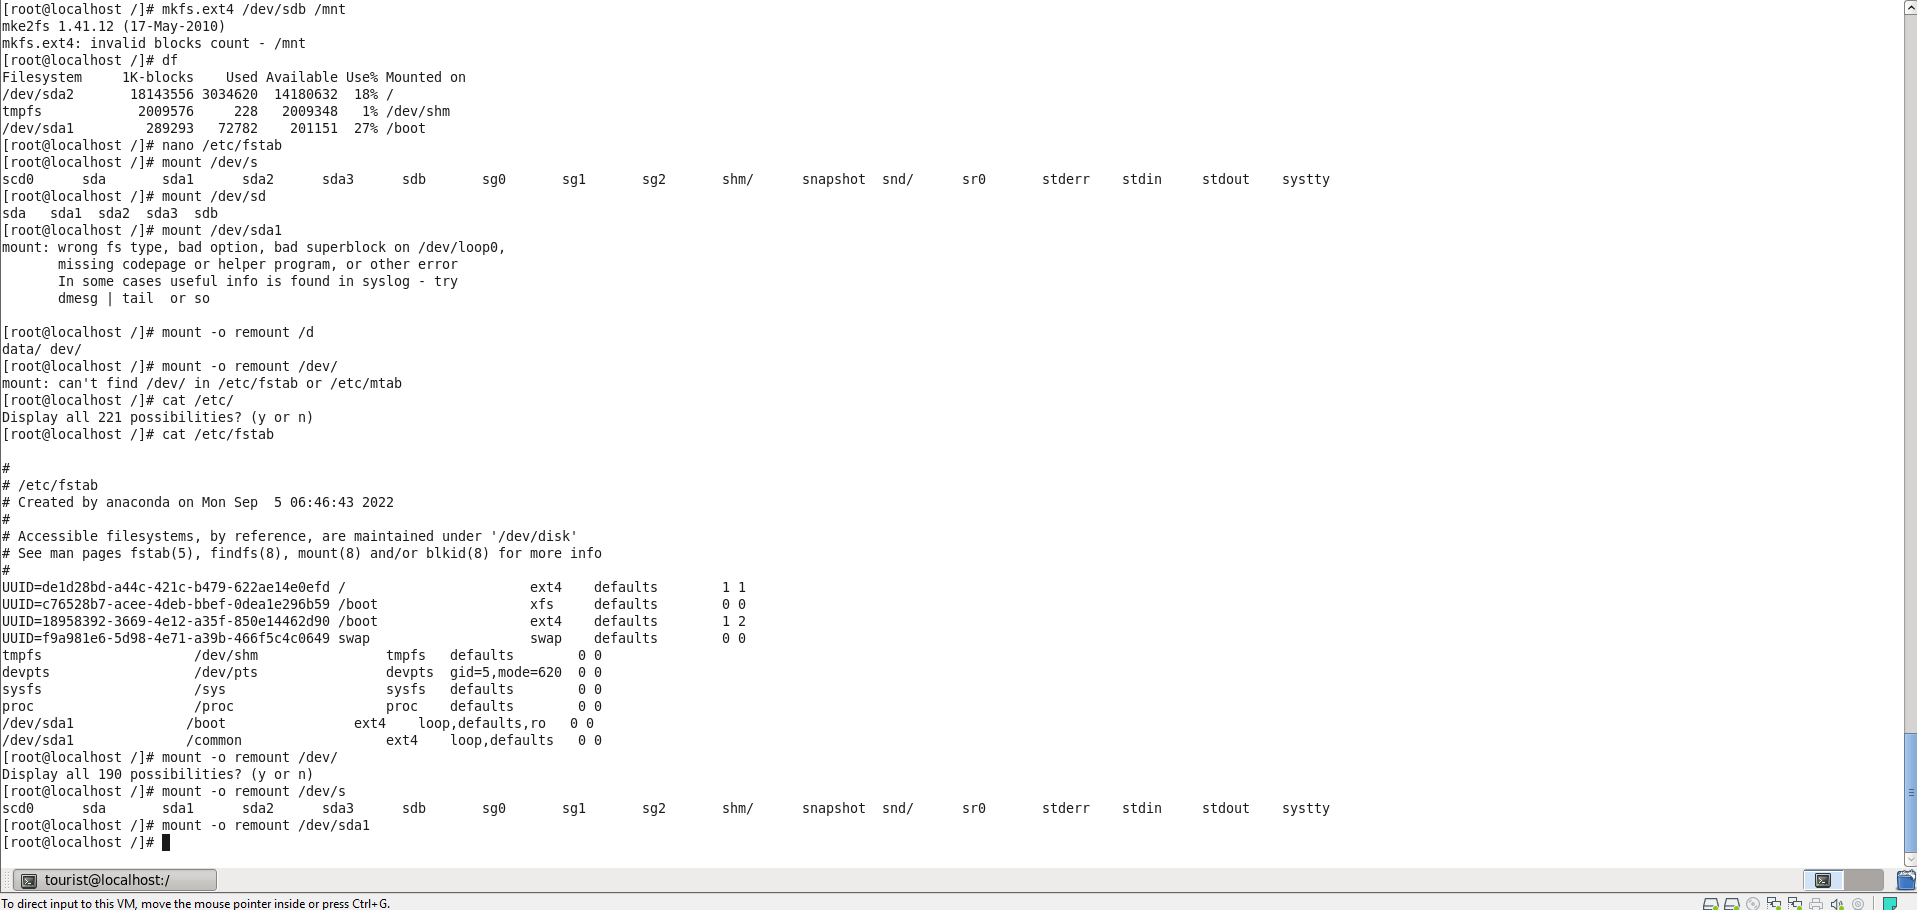 [root@localhost /]# mkfs.ext4 /dev/sdb /mnt
mke2fs 1.41.12 (17-May-2010)
mkfs.ext4: invalid blocks count - /mnt
[root@localhost /]# df
Filesystem     1K-blocks    Used Available Use% Mounted on
/dev/sda2       18143556 3034620  14180632  18% /
tmpfs            2009576     228   2009348   1% /dev/shm
/dev/sda1         289293   72782    201151  27% /boot
[root@localhost /]# nano /etc/fstab
[root@localhost /]# mount /dev/s
scd0      sda       sda1      sda2      sda3      sdb       sg0       sg1       sg2       shm/      snapshot  snd/      sr0       stderr    stdin     stdout    systty
[root@localhost /]# mount /dev/sd
sda   sda1  sda2  sda3  sdb
[root@localhost /]# mount /dev/sda1
mount: wrong fs type, bad option, bad superblock on /dev/loop0,
       missing codepage or helper program, or other error
       In some cases useful info is found in syslog - try
       dmesg | tail  or so

[root@localhost /]# mount -o remount /d
data/ dev/
[root@localhost /]# mount -o remount /dev/
mount: can't find /dev/ in /etc/fstab or /etc/mtab
[root@localhost /]# cat /etc/
Display all 221 possibilities? (y or n)
[root@localhost /]# cat /etc/fstab

#
# /etc/fstab
# Created by anaconda on Mon Sep  5 06:46:43 2022
#
# Accessible filesystems, by reference, are maintained under '/dev/disk'
# See man pages fstab(5), findfs(8), mount(8) and/or blkid(8) for more info
#
UUID=de1d28bd-a44c-421c-b479-622ae14e0efd /                       ext4    defaults        1 1
UUID=c76528b7-acee-4deb-bbef-0dea1e296b59 /boot                   xfs     defaults        0 0
UUID=18958392-3669-4e12-a35f-850e14462d90 /boot                   ext4    defaults        1 2
UUID=f9a981e6-5d98-4e71-a39b-466f5c4c0649 swap                    swap    defaults        0 0
tmpfs                   /dev/shm                tmpfs   defaults        0 0
devpts                  /dev/pts                devpts  gid=5,mode=620  0 0
sysfs                   /sys                    sysfs   defaults        0 0
proc                    /proc                   proc    defaults        0 0
/dev/sda1              /boot                ext4    loop,defaults,ro   0 0
/dev/sda1              /common                  ext4    loop,defaults   0 0
[root@localhost /]# mount -o remount /dev/
Display all 190 possibilities? (y or n)
[root@localhost /]# mount -o remount /dev/s
scd0      sda       sda1      sda2      sda3      sdb       sg0       sg1       sg2       shm/      snapshot  snd/      sr0       stderr    stdin     stdout    systty
[root@localhost /]# mount -o remount /dev/sda1
[root@localhost /]#
tourist@localhost:/
To direct input to this VM, move the mouse pointer inside or press Ctrl+G.